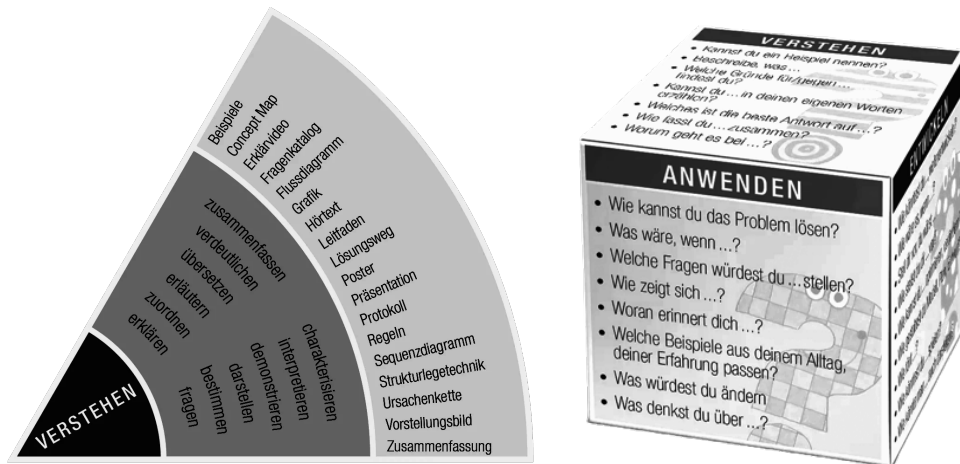 VERSTEHEN
erklären
zuordnen
erläutern
übersetzen
verdeutlichen
zusammenfassen
fragen
bestimmen
darstellen
demonstrieren
interpretieren
charakterisieren
Beispiele
Concept Map
Erklärvideo
Fragenkatalog
Flussdiagramm
Grafik
Hörtext
Leitfaden
Lösungsweg
Poster
Präsentation
Protokoll
Regeln
Sequenzdiagramm
Strukturlegetechnik
Ursachenkette
Vorstellungsbild
Zusammenfassung
VERSTEHEN
• Kannst du ein Beispiel nennen?
• Beschreibe, was ...
• Welche Gründe für/gegen ...
findest du?
• Kannst du ... in deinen eigenen Worten
erzählen?
• Welches ist die beste Antwort auf ...?
• Wie fasst du ... zusammen?
• Worum geht es bei ...?
ANWENDEN
• Wie kannst du das Problem lösen?
• Was wäre, wenn ...?
• Welche Fragen würdest du ... stellen?
• Wie zeigt sich ...?
• Woran erinnert dich ...?
• Welche Beispiele aus deinem Alltag,
deiner Erfahrung passen?
• Was würdest du ändern
• Was denkst du über ...?
ENTWICKELN